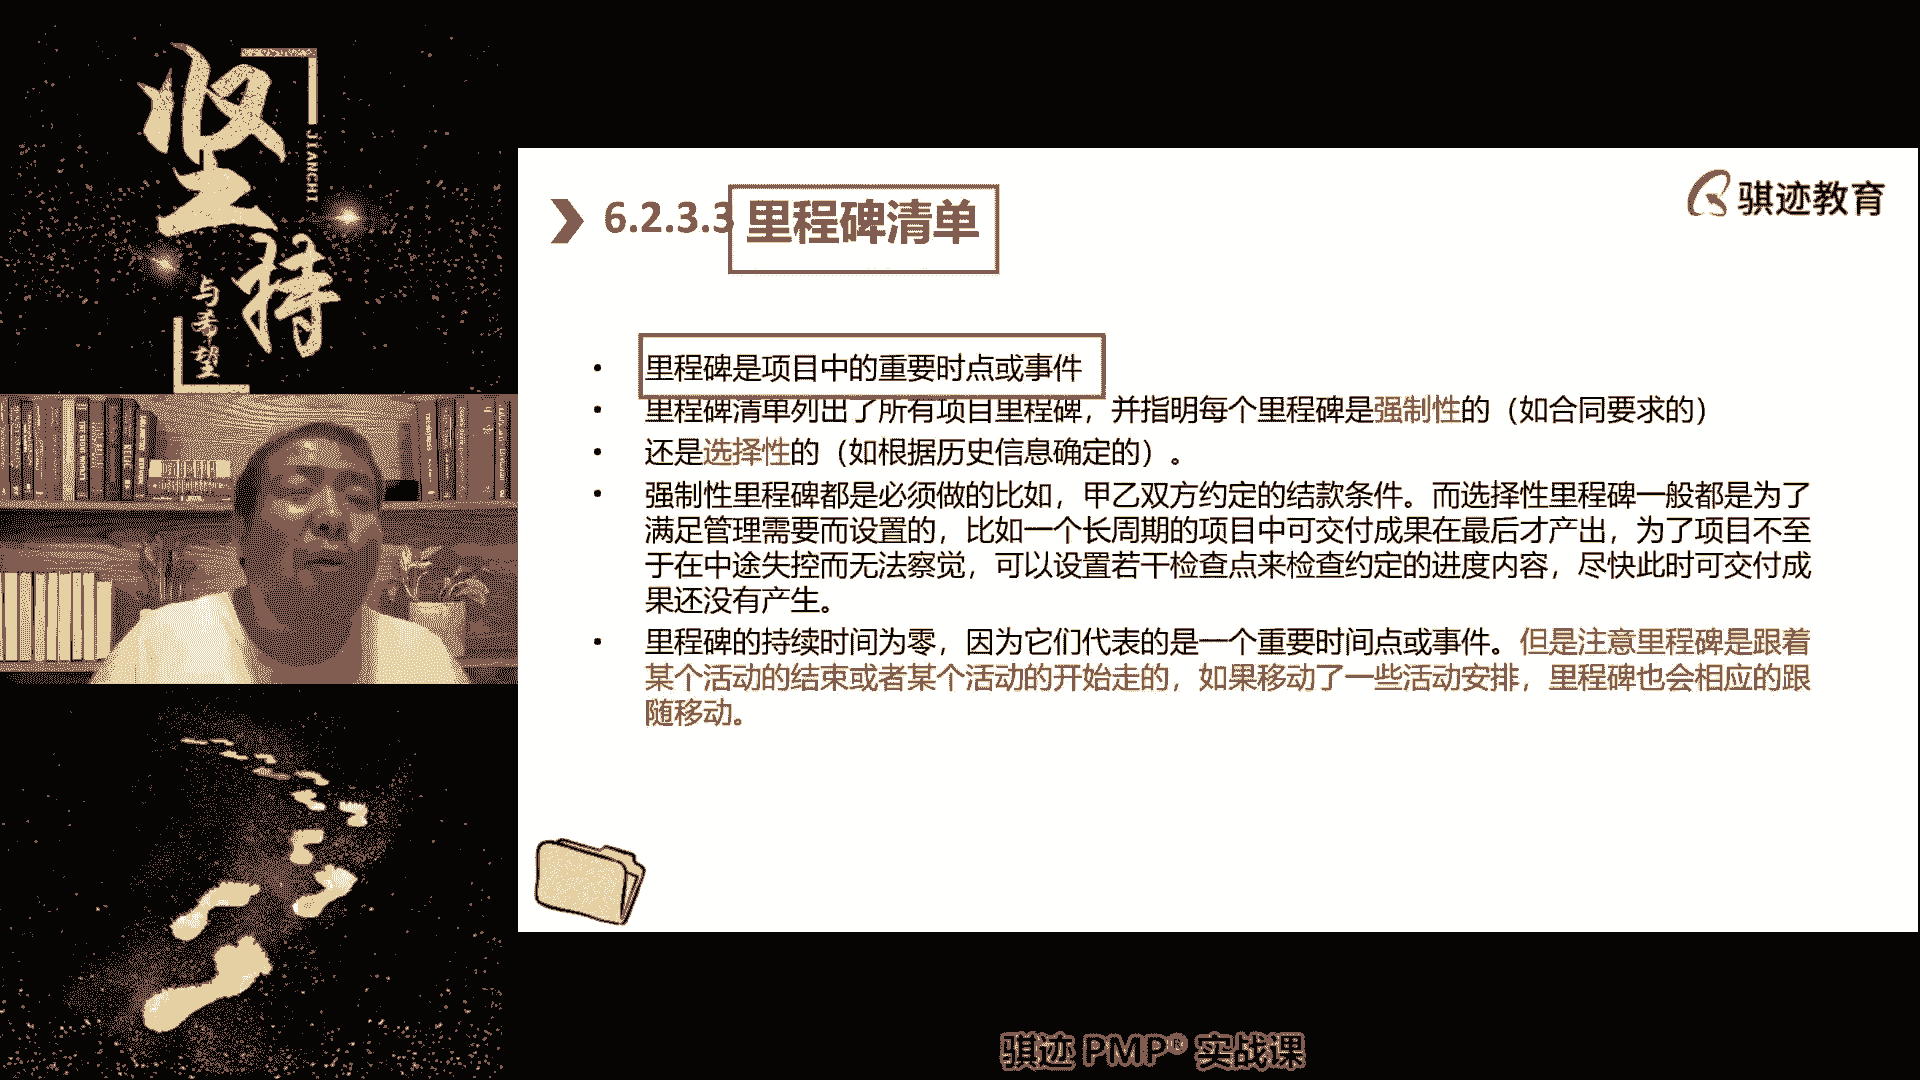 坚持
JIANCHI
与希望
6.2.3.3 里程碑清单
骐迹教育
• 里程碑是项目中的重要时点或事件
• 里程碑清单列出了所有项目里程碑，并指明每个里程碑是强制性的（如合同要求的）
• 还是选择性的（如根据历史信息确定的）。
• 强制性里程碑都是必须做的比如，甲乙双方约定的结款条件。而选择性里程碑一般都是为了
满足管理需要而设置的，比如一个长周期的项目中可交付成果在最后才产出，为了项目不至
于在中途失控而无法察觉，可以设置若干检查点来检查约定的进度内容，尽快此时可交付成
果还没有产生。
• 里程碑的持续时间为零，因为它们代表的是一个重要时间点或事件。但是注意里程碑是跟着
某个活动的结束或者某个活动的开始走的，如果移动了一些活动安排，里程碑也会相应的跟
随移动。
骐迹 PMP® 实战课